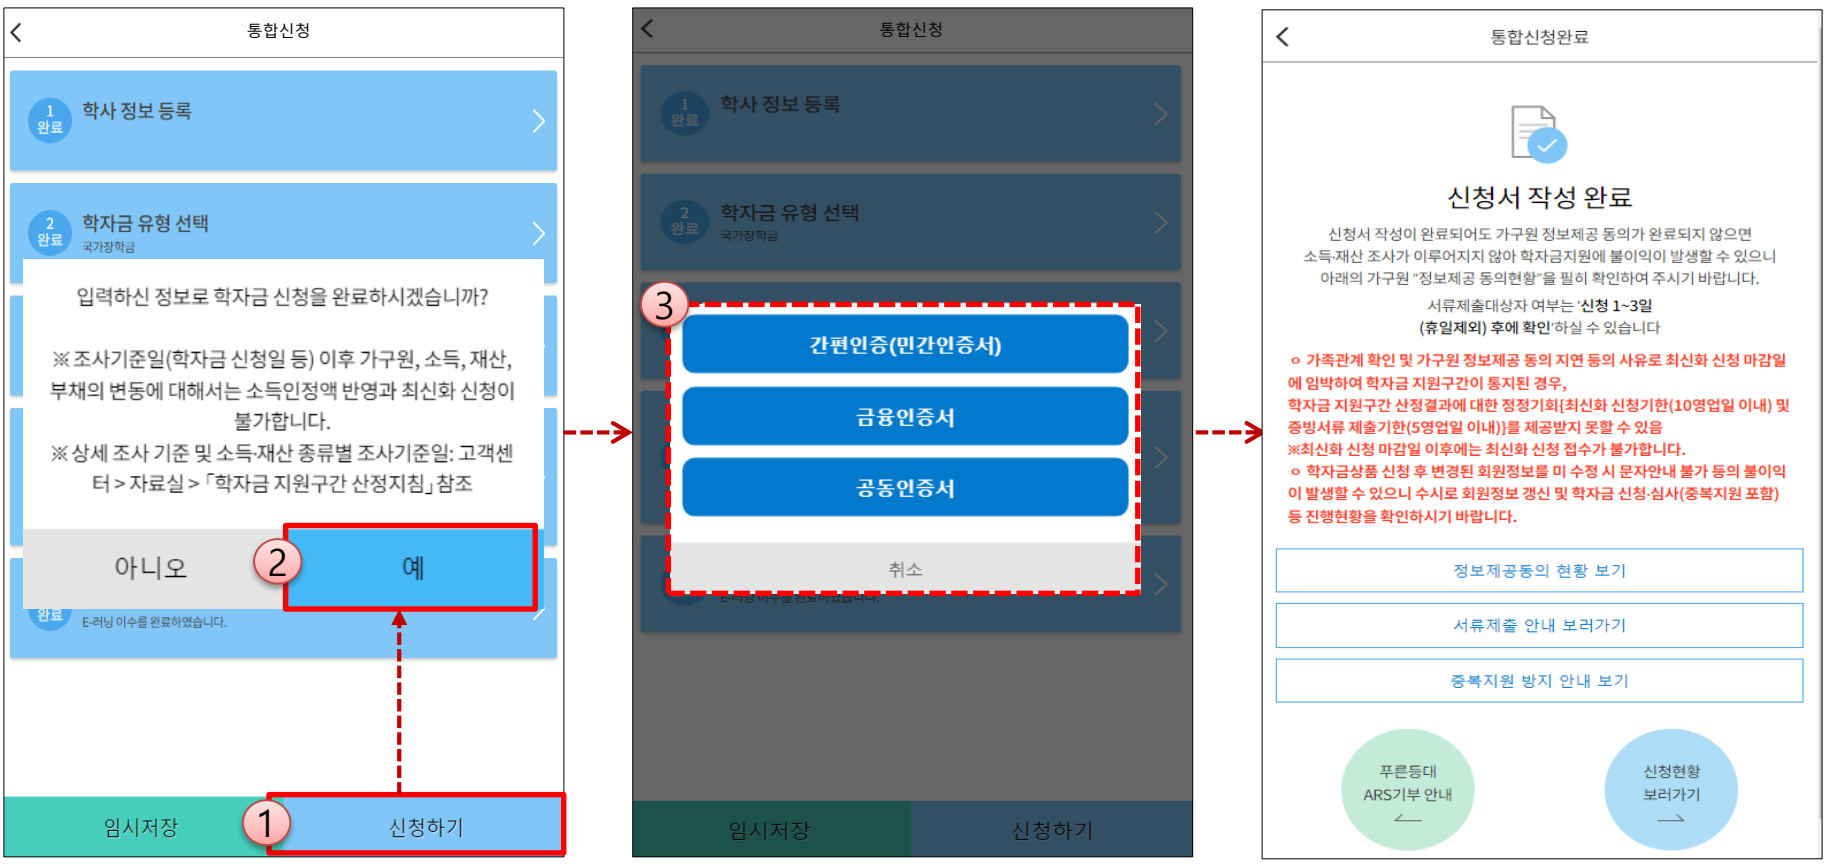 통합신청
1
완료
학사 정보 등록
2
완료
학자금 유형 선택
국가장학금
입력하신 정보로 학자금 신청을 완료하시겠습니까?
※ 조사기준일(학자금 신청일 등) 이후 가구원, 소득, 재산,
부채의 변동에 대해서는 소득인정액 반영과 최신화 신청이
불가합니다.
※ 상세 조사 기준 및 소득·재산 종류별 조사기준일: 고객센
터 > 자료실 > 「학자금 지원구간 산정지침」 참조
아니오
2
예
완료
E-러닝 이수를 완료하였습니다.
임시저장
1
신청하기
통합신청
1
완료
학사 정보 등록
2
완료
학자금 유형 선택
국가장학금
3
간편인증(민간인증서)
금융인증서
공동인증서
취소
E-러닝 이수를 완료하였습니다.
임시저장
신청하기
통합신청완료
신청서 작성 완료
신청서 작성이 완료되어도 가구원 정보제공 동의가 완료되지 않으면
소득·재산 조사가 이루어지지 않아 학자금지원에 불이익이 발생할 수 있으니
아래의 가구원 "정보제공 동의현황"을 필히 확인하여 주시기 바랍니다.
서류제출대상자 여부는 '신청 1~3일
(휴일제외) 후에 확인'하실 수 있습니다
ㅇ 가족관계 확인 및 가구원 정보제공 동의 지연 등의 사유로 최신화 신청 마감일
에 임박하여 학자금 지원구간이 통지된 경우,
학자금 지원구간 산정결과에 대한 정정기회{최신화 신청기한(10영업일 이내) 및
증빙서류 제출기한(5영업일 이내)}를 제공받지 못할 수 있음
※최신화 신청 마감일 이후에는 최신화 신청 접수가 불가합니다.
ㅇ 학자금상품 신청 후 변경된 회원정보를 미 수정 시 문자안내 불가 등의 불이익
이 발생할 수 있으니 수시로 회원정보 갱신 및 학자금 신청·심사(중복지원 포함)
등 진행현황을 확인하시기 바랍니다.
정보제공동의 현황 보기
서류제출 안내 보러가기
중복지원 방지 안내 보기
푸른등대
ARS기부 안내
신청현황
보러가기